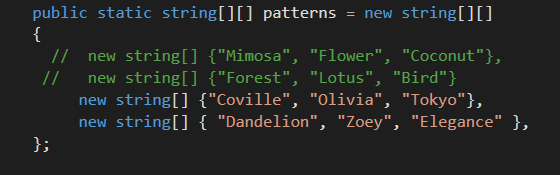 public static string[][] patterns = new string[][]
{
//  new string[] {"Mimosa", "Flower", "Coconut"},
//   new string[] {"Forest", "Lotus", "Bird"}
new string[] {"Coville", "Olivia", "Tokyo"},
new string[] { "Dandelion", "Zoey", "Elegance" },
};